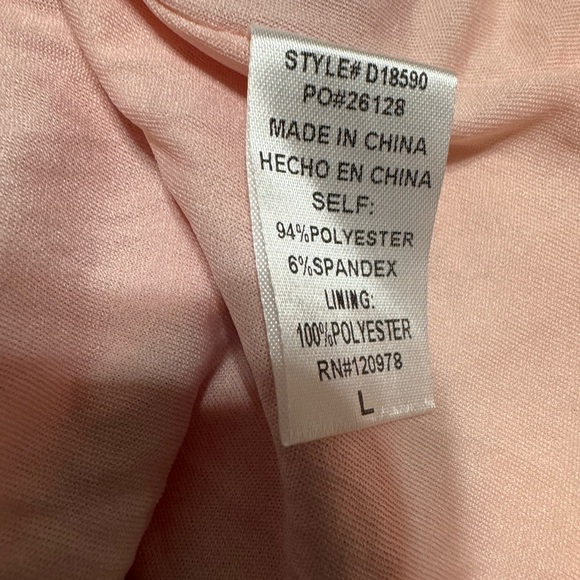 STYLE# D18590
PO#26128
MADE IN CHINA
HECHO EN CHINA
SELF:
94%POLYESTER
6%SPANDEX
LINING:
100%POLYESTER
RN#120978
L